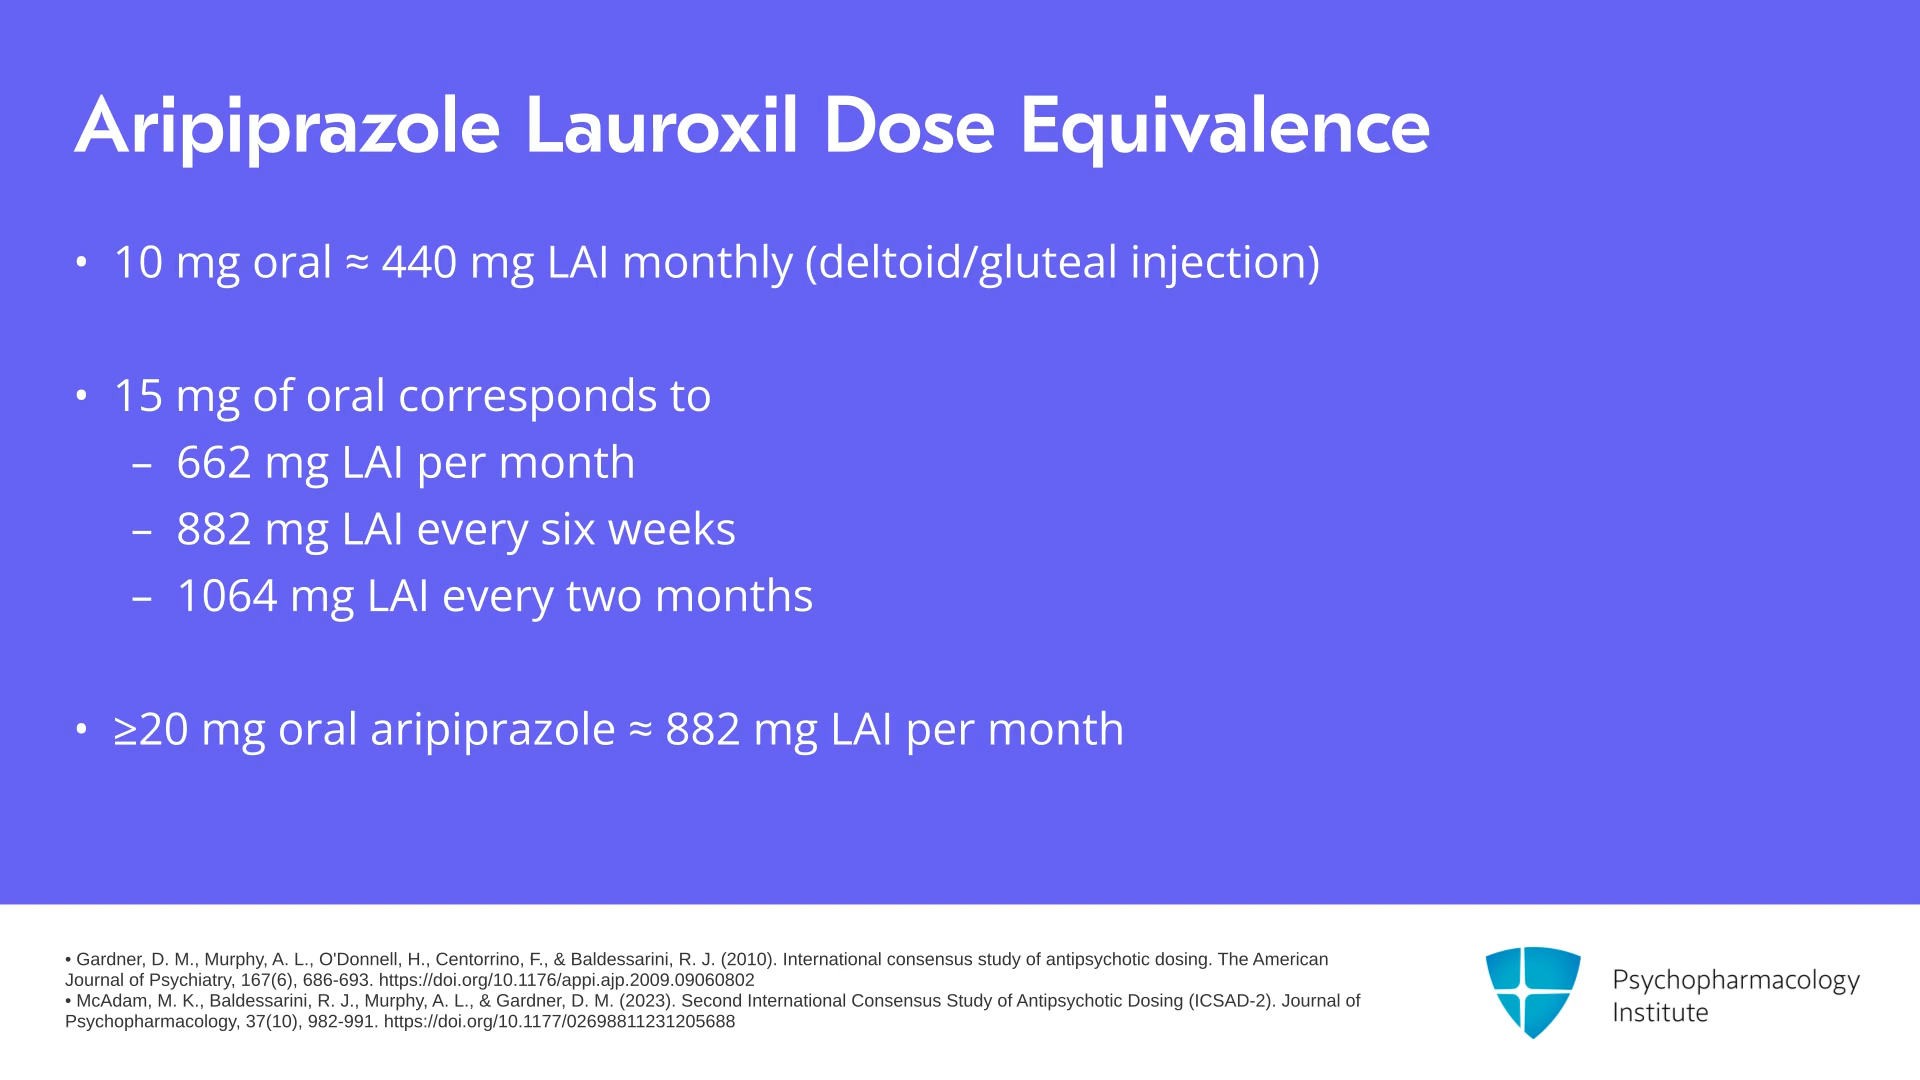 Aripiprazole Lauroxil Dose Equivalence
• 10 mg oral ≈ 440 mg LAI monthly (deltoid/gluteal injection)
• 15 mg of oral corresponds to
– 662 mg LAI per month
– 882 mg LAI every six weeks
– 1064 mg LAI every two months
• ≥20 mg oral aripiprazole ≈ 882 mg LAI per month
• Gardner, D. M., Murphy, A. L., O'Donnell, H., Centorrino, F., & Baldessarini, R. J. (2010). International consensus study of antipsychotic dosing. The American
Journal of Psychiatry, 167(6), 686-693. https://doi.org/10.1176/appi.ajp.2009.09060802
• McAdam, M. K., Baldessarini, R. J., Murphy, A. L., & Gardner, D. M. (2023). Second International Consensus Study of Antipsychotic Dosing (ICSAD-2). Journal of
Psychopharmacology, 37(10), 982-991. https://doi.org/10.1177/02698811231205688
Psychopharmacology
Institute